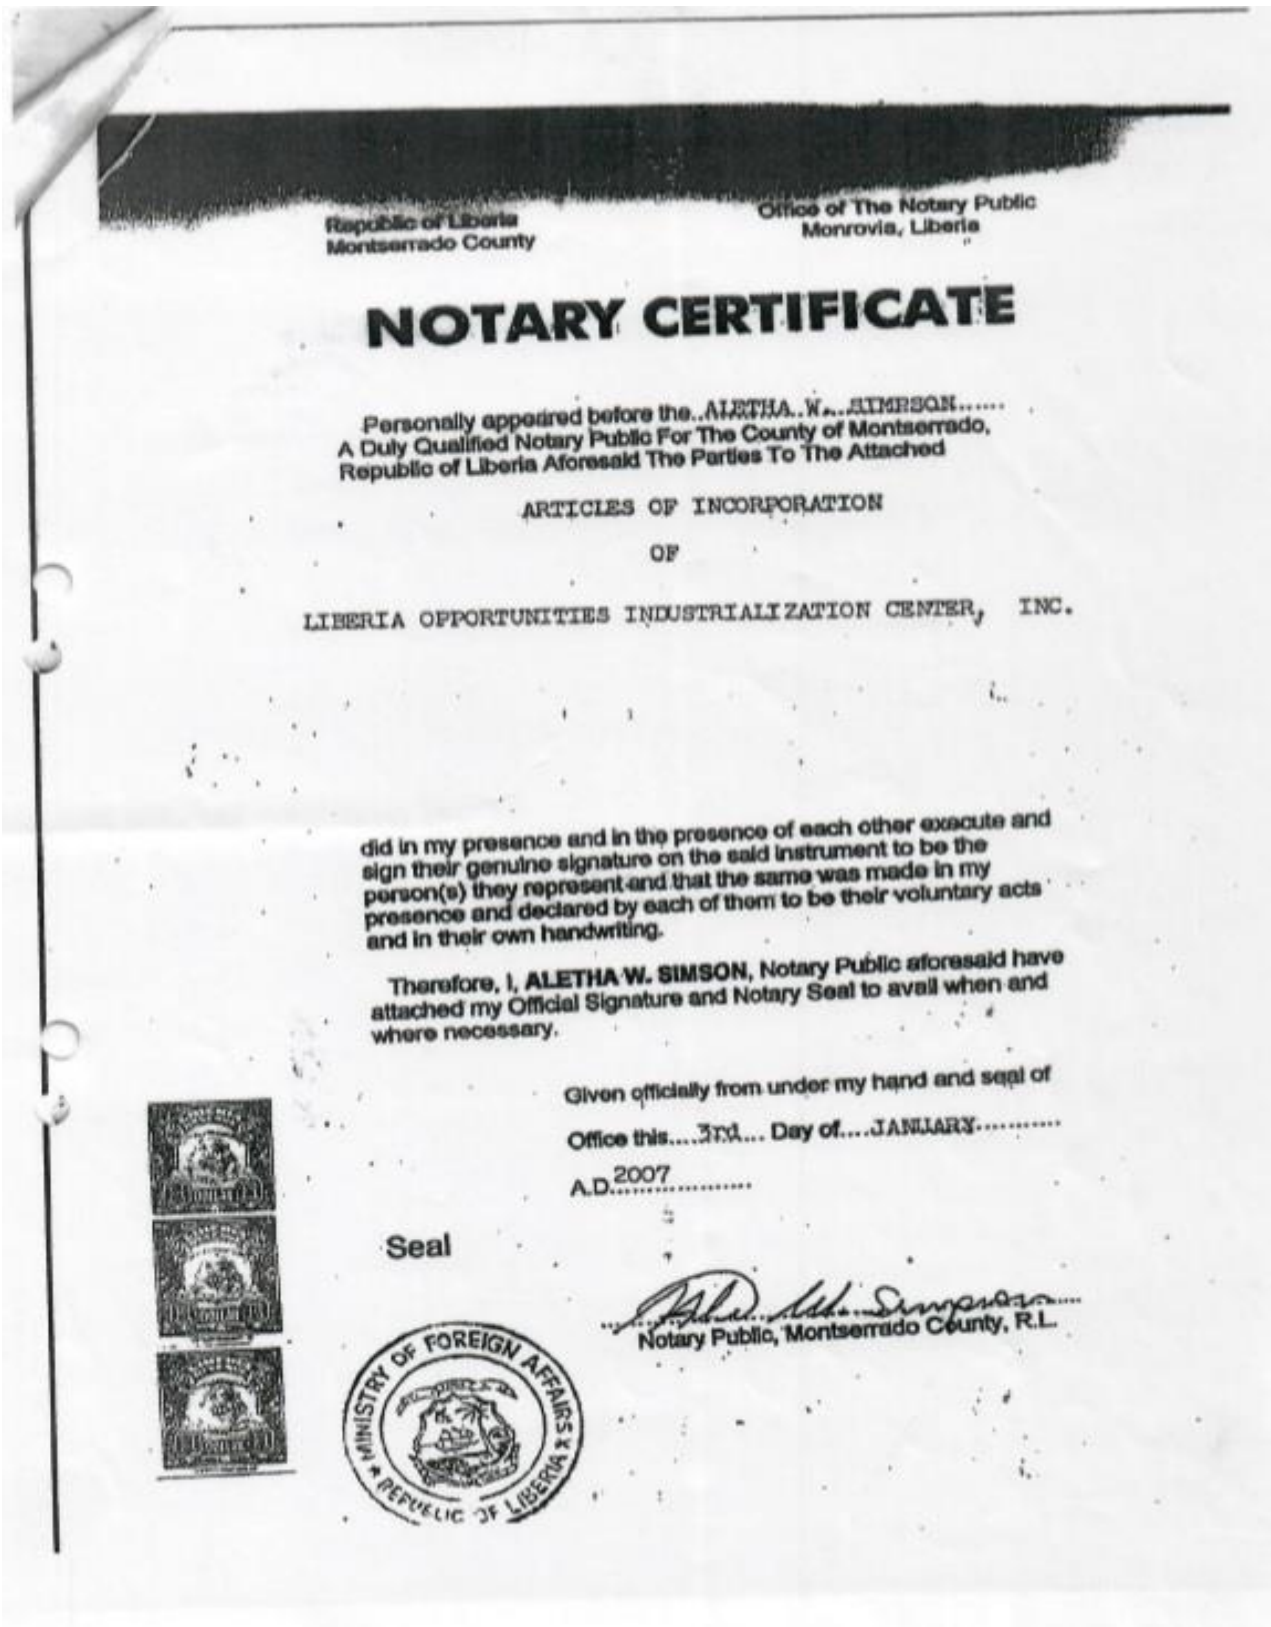 Republic of Liberia
Montserrado County
Office of The Notary Public
Monrovia, Liberia
NOTARY CERTIFICATE
Personally appeared before the..ALETHA..W...SIMPSON......
A Duly Qualified Notary Public For The County of Montserrado,
Republic of Liberia Aforesaid The Parties To The Attached
ARTICLES OF INCORPORATION
OF
LIBERIA OPPORTUNITIES INDUSTRIALIZATION CENTER, INC.
did in my presence and in the presence of each other execute and
sign their genuine signature on the said instrument to be the
person(s) they represent and that the same was made in my
presence and declared by each of them to be their voluntary acts
and in their own handwriting.
Therefore, I, ALETHA W. SIMSON, Notary Public aforesaid have
attached my Official Signature and Notary Seal to avail when and
where necessary.
Given officially from under my hand and seal of
Office this....3rd... Day of....JANUARY...........
A.D.2007...................
Seal
Simpson
Notary Public, Montserrado County, R.L.
MINISTRY OF FOREIGN AFFAIRS
REPUBLIC OF LIBERIA